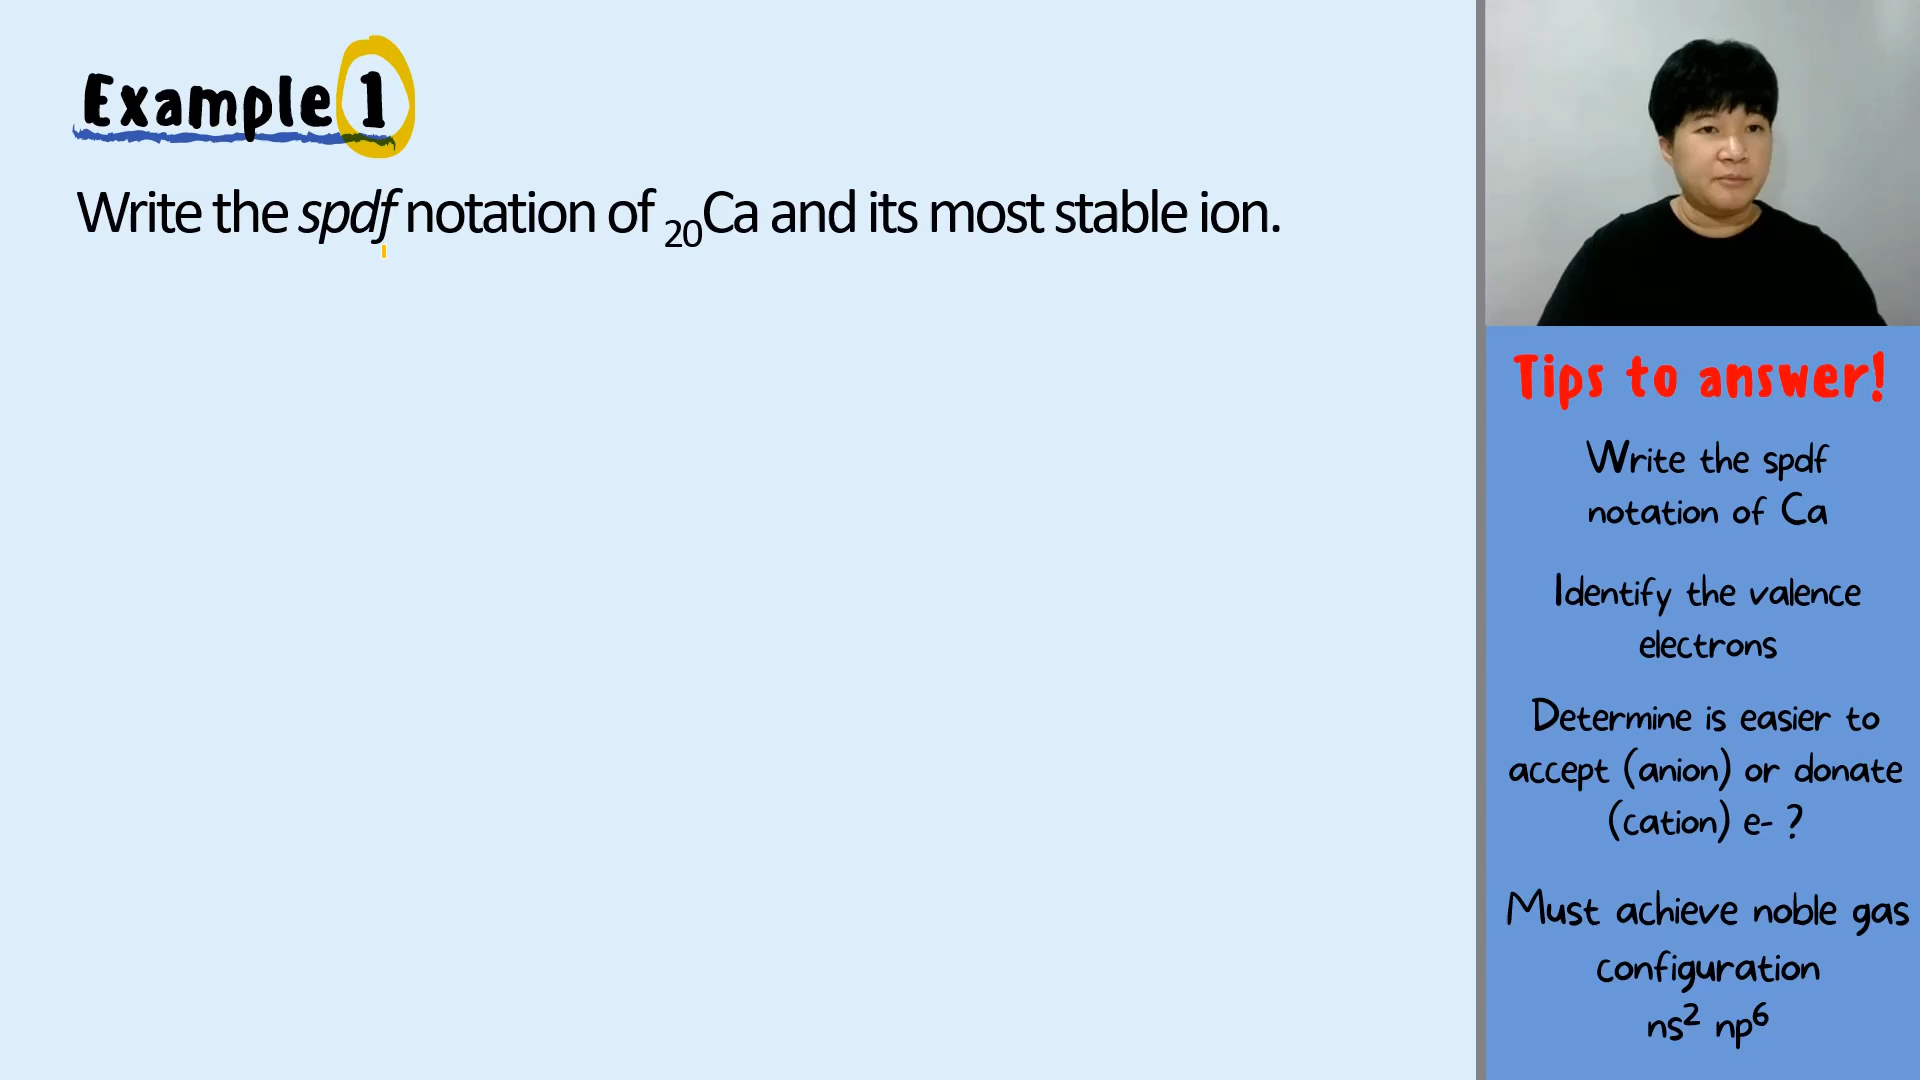 Example 1
Write the spdf notation of ₂₀Ca and its most stable ion.
Tips to answer!
Write the spdf
notation of Ca
Identify the valence
electrons
Determine is easier to
accept (anion) or donate
(cation) e- ?
Must achieve noble gas
configuration
ns² np⁶